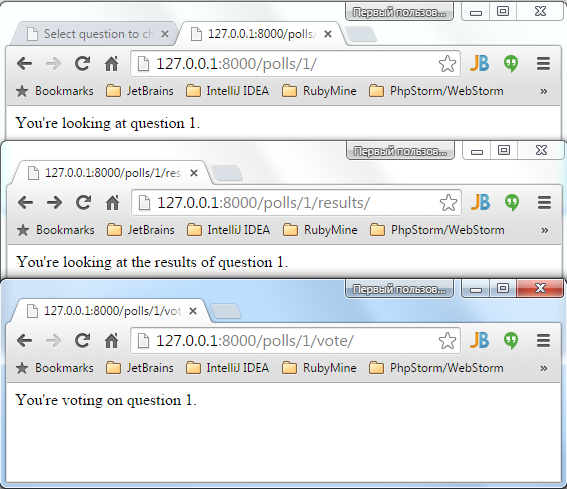 Первый пользов...
Select question to ch
127.0.0.1:8000/polls/
127.0.0.1:8000/polls/1/
JB
Bookmarks JetBrains IntelliJ IDEA RubyMine PhpStorm/WebStorm »
You're looking at question 1.
Первый пользов...
127.0.0.1:8000/polls/1/res
127.0.0.1:8000/polls/1/results/
JB
Bookmarks JetBrains IntelliJ IDEA RubyMine PhpStorm/WebStorm »
You're looking at the results of question 1.
Первый пользов...
127.0.0.1:8000/polls/1/vot
127.0.0.1:8000/polls/1/vote/
JB
Bookmarks JetBrains IntelliJ IDEA RubyMine PhpStorm/WebStorm »
You're voting on question 1.